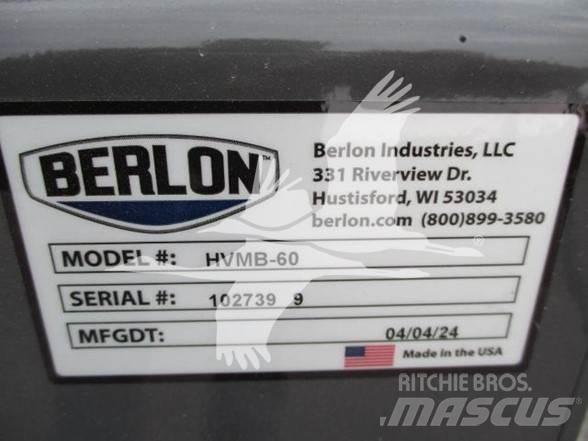 BERLON™
Berlon Industries, LLC
331 Riverview Dr.
Hustisford, WI 53034
berlon.com (800)899-3580
MODEL #: HVMB-60
SERIAL #: 102739 9
MFGDT: 04/04/24
Made in the USA
RITCHIE BROS.
MASCUS